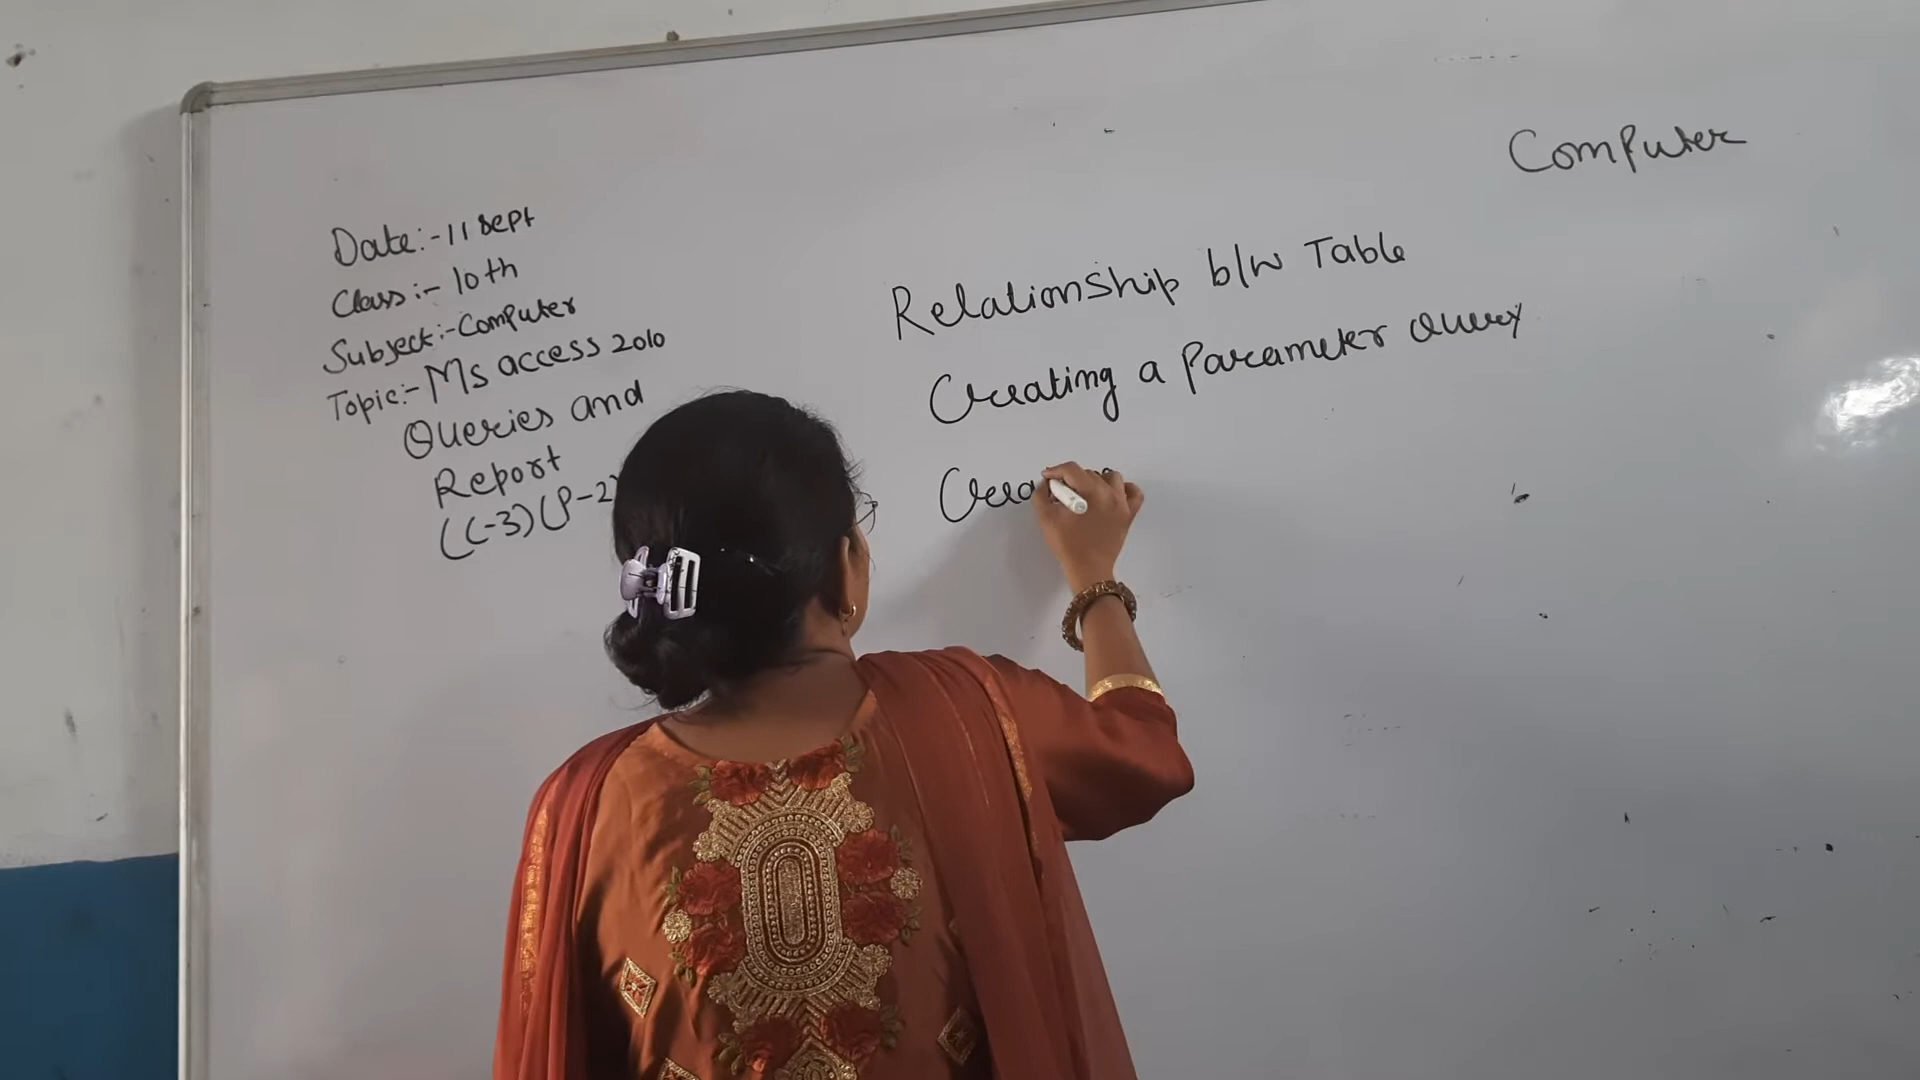 Date:-11 Sept
Class:- 10th
Subject:-Computer
Topic:- Ms access 2010
Queries and
Report
((-3)(P-2)
Computer
Relationship b/w Table
Creating a Parameter Query
Crea